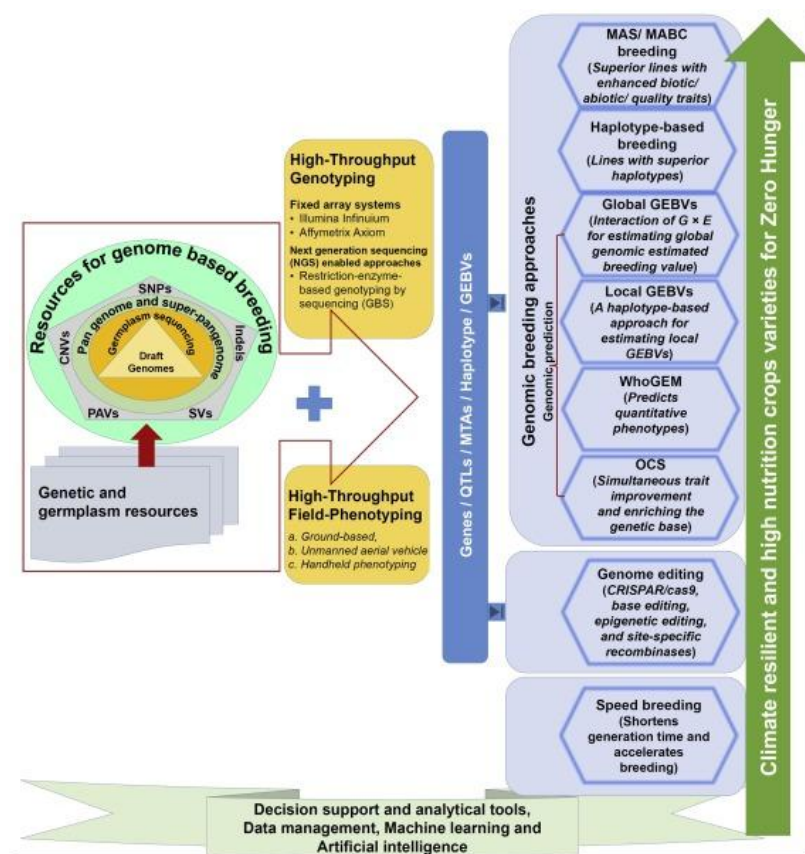 Resources for genome based breeding
SNPs
Indels
SVs
PAVs
CNVs
Pan genome and super-pangenome
Germplasm sequencing
Draft
Genomes
Genetic and
germplasm resources
High-Throughput
Genotyping
Fixed array systems
• Illumina Infinuium
• Affymetrix Axiom
Next generation sequencing
(NGS) enabled approaches
• Restriction-enzyme-
based genotyping by
sequencing (GBS)
High-Throughput
Field-Phenotyping
a. Ground-based,
b. Unmanned aerial vehicle
c. Handheld phenotyping
Genes / QTLs / MTAs / Haplotype / GEBVs
Genomic breeding approaches
Genomic prediction
MAS/ MABC
breeding
(Superior lines with
enhanced biotic/
abiotic/ quality traits)
Haplotype-based
breeding
(Lines with superior
haplotypes)
Global GEBVs
(Interaction of G × E
for estimating global
genomic estimated
breeding value)
Local GEBVs
(A haplotype-based
approach for
estimating local
GEBVs)
WhoGEM
(Predicts
quantitative
phenotypes)
OCS
(Simultaneous trait
improvement
and enriching the
genetic base)
Genome editing
(CRISPAR/cas9,
base editing,
epigenetic editing,
and site-specific
recombinases)
Speed breeding
(Shortens
generation time and
accelerates
breeding)
Climate resilient and high nutrition crops varieties for Zero Hunger
Decision support and analytical tools,
Data management, Machine learning and
Artificial intelligence